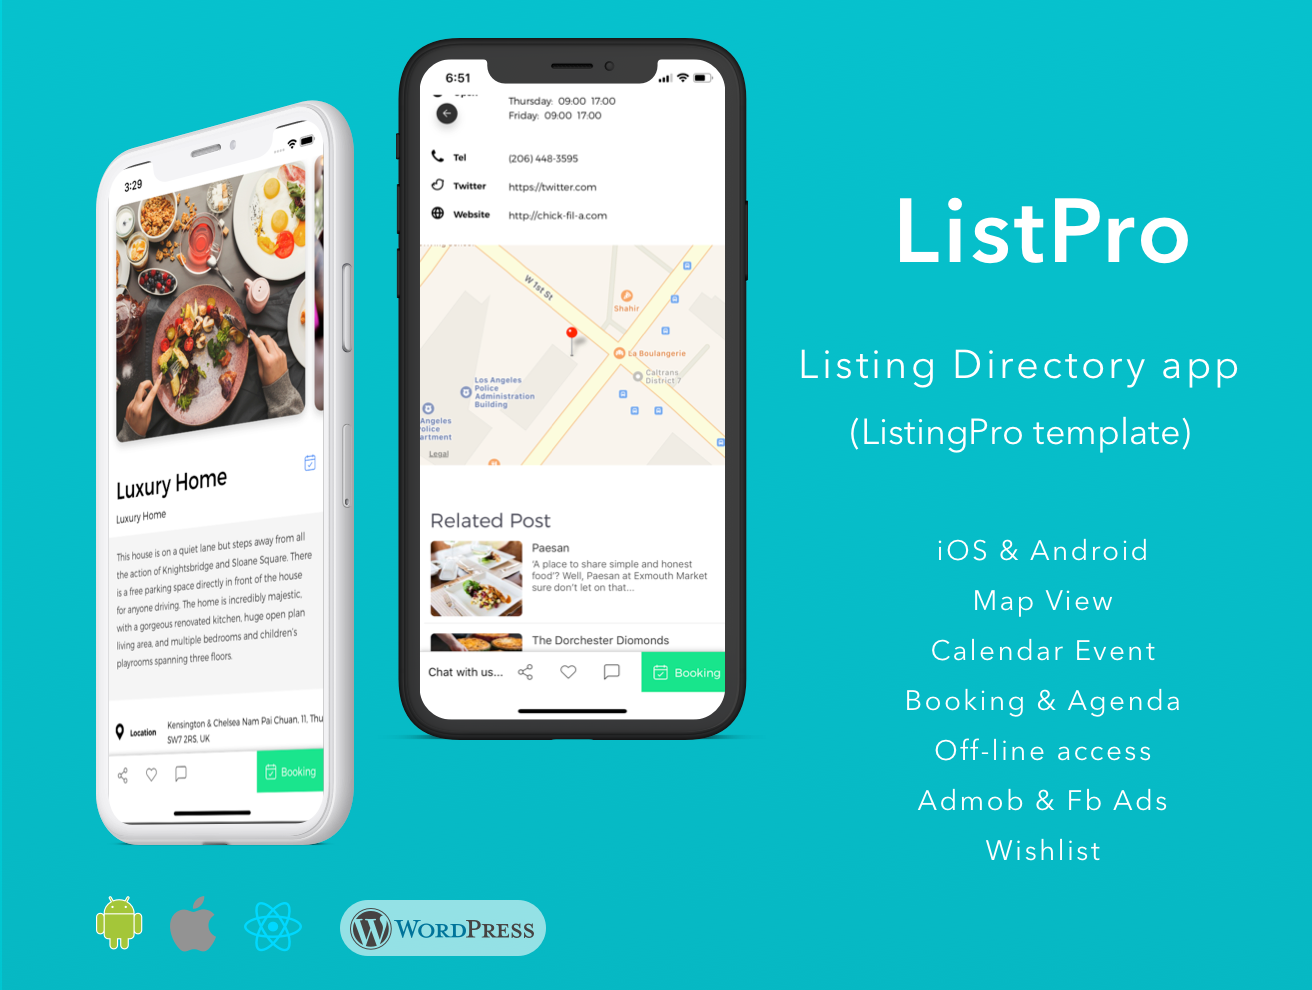 3:29
Luxury Home
Luxury Home
This house is on a quiet lane but steps away from all
the action of Knightsbridge and Sloane Square. There
is a free parking space directly in front of the house
for anyone driving. The home is incredibly majestic,
with a gorgeous renovated kitchen, huge open plan
living area, and multiple bedrooms and children's
playrooms spanning three floors.
Location
Kensington & Chelsea Nam Pai Chuan, 11, Thu
SW7 2RS, UK
Booking
6:51
Open
Thursday: 09:00 17:00
Friday: 09:00 17:00
Tel (206) 448-3595
Twitter https://twitter.com
Website http://chick-fil-a.com
W 1st St
Shahir
La Boulangerie
Caltrans
District 7
Los Angeles
Police
Administration
Building
Angeles
olice
artment
Legal
Related Post
Paesan
'A place to share simple and honest
food'? Well, Paesan at Exmouth Market
sure don't let on that...
The Dorchester Diomonds
Chat with us...
Booking
ListPro
Listing Directory app
(ListingPro template)
iOS & Android
Map View
Calendar Event
Booking & Agenda
Off-line access
Admob & Fb Ads
Wishlist
WORDPRESS